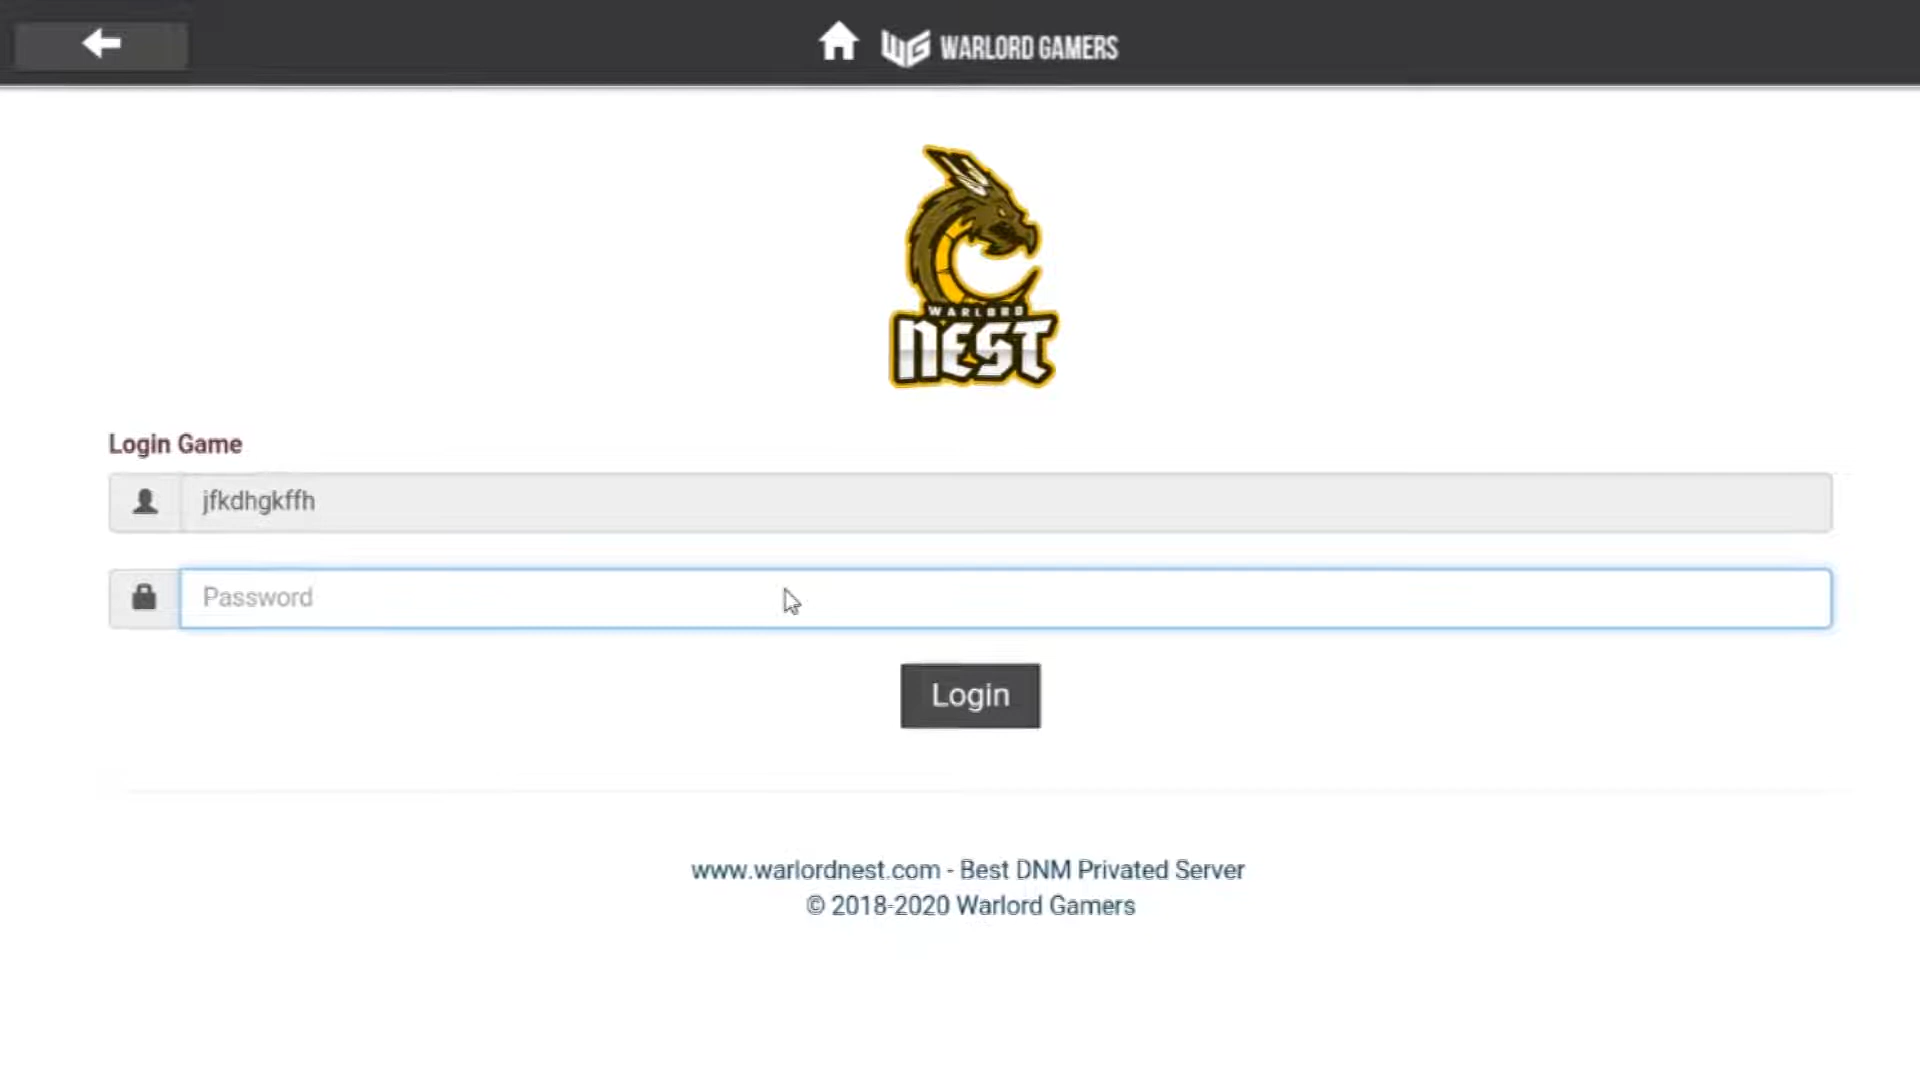 WG WARLORD GAMERS
WARLORD
NEST
Login Game
jfkdhgkffh
Password
Login
www.warlordnest.com - Best DNM Privated Server
© 2018-2020 Warlord Gamers